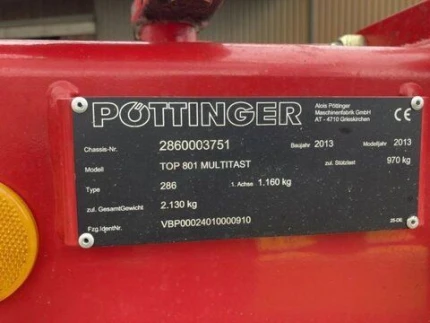 PÖTTINGER
Alois Pöttinger
Maschinenfabrik GmbH
AT - 4710 Grieskirchen
CE
Chassis-Nr. 2860003751 Baujahr 2013 Modelljahr 2013
Modell TOP 801 MULTITAST zul. Stützlast 970 kg
Type 286 1. Achse 1.160 kg
zul. GesamtGewicht 2.130 kg
Fzg.IdentNr. VBP00024010000910